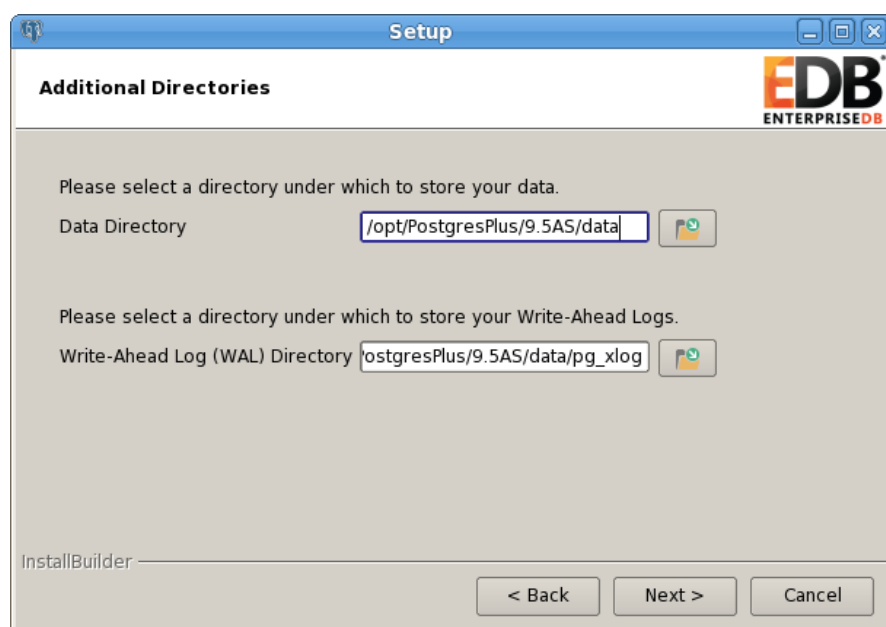 Setup
Additional Directories
EDB
ENTERPRISEDB
Please select a directory under which to store your data.
Data Directory /opt/PostgresPlus/9.5AS/data
Please select a directory under which to store your Write-Ahead Logs.
Write-Ahead Log (WAL) Directory ostgresPlus/9.5AS/data/pg_xlog
InstallBuilder
< Back Next > Cancel